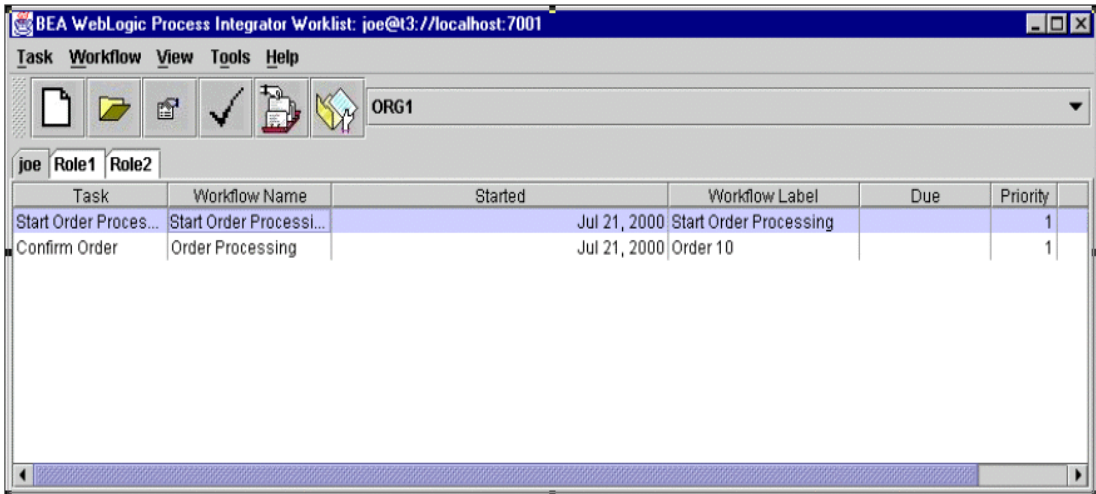 BEA WebLogic Process Integrator Worklist: joe@t3://localhost:7001
Task Workflow View Tools Help
ORG1
joe Role1 Role2
Task Workflow Name Started Workflow Label Due Priority
Start Order Proces... Start Order Processi... Jul 21, 2000 Start Order Processing 1
Confirm Order Order Processing Jul 21, 2000 Order 10 1